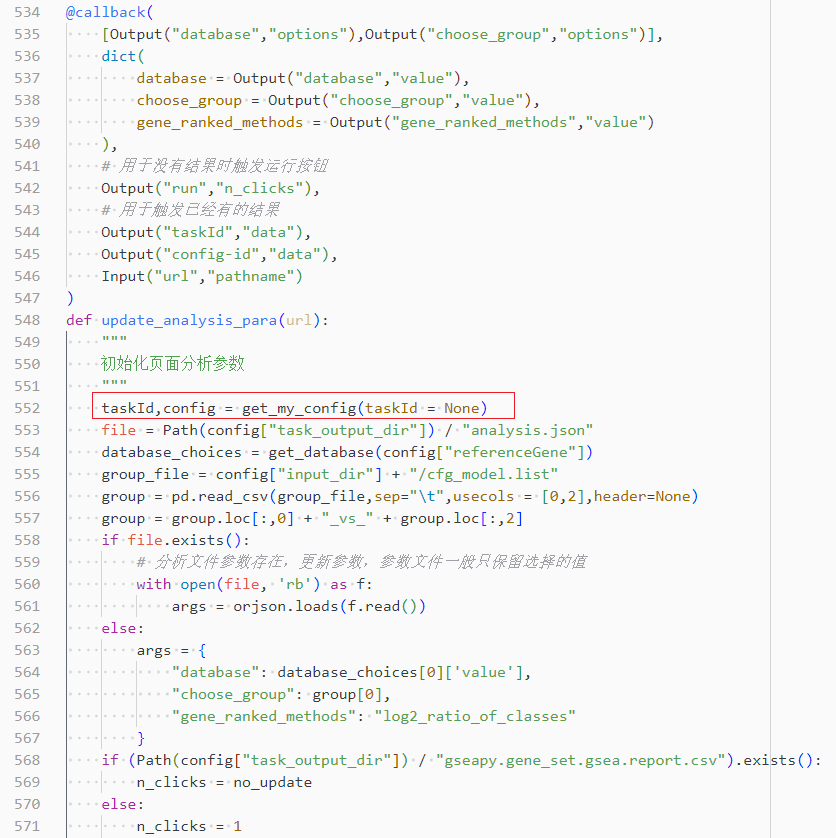 534 @callback(
535 [Output("database","options"),Output("choose_group","options")],
536 dict(
537 database = Output("database","value"),
538 choose_group = Output("choose_group","value"),
539 gene_ranked_methods = Output("gene_ranked_methods","value")
540 ),
541 # 用于没有结果时触发运行按钮
542 Output("run","n_clicks"),
543 # 用于触发已经有的结果
544 Output("taskId","data"),
545 Output("config-id","data"),
546 Input("url","pathname")
547 )
548 def update_analysis_para(url):
549 """
550 初始化页面分析参数
551 """
552 taskId,config = get_my_config(taskId = None)
553 file = Path(config["task_output_dir"]) / "analysis.json"
554 database_choices = get_database(config["referenceGene"])
555 group_file = config["input_dir"] + "/cfg_model.list"
556 group = pd.read_csv(group_file,sep="\t",usecols = [0,2],header=None)
557 group = group.loc[:,0] + "_vs_" + group.loc[:,2]
558 if file.exists():
559 # 分析文件参数存在，更新参数，参数文件一般只保留选择的值
560 with open(file, 'rb') as f:
561 args = orjson.loads(f.read())
562 else:
563 args = {
564 "database": database_choices[0]['value'],
565 "choose_group": group[0],
566 "gene_ranked_methods": "log2_ratio_of_classes"
567 }
568 if (Path(config["task_output_dir"]) / "gseapy.gene_set.gsea.report.csv").exists():
569 n_clicks = no_update
570 else:
571 n_clicks = 1